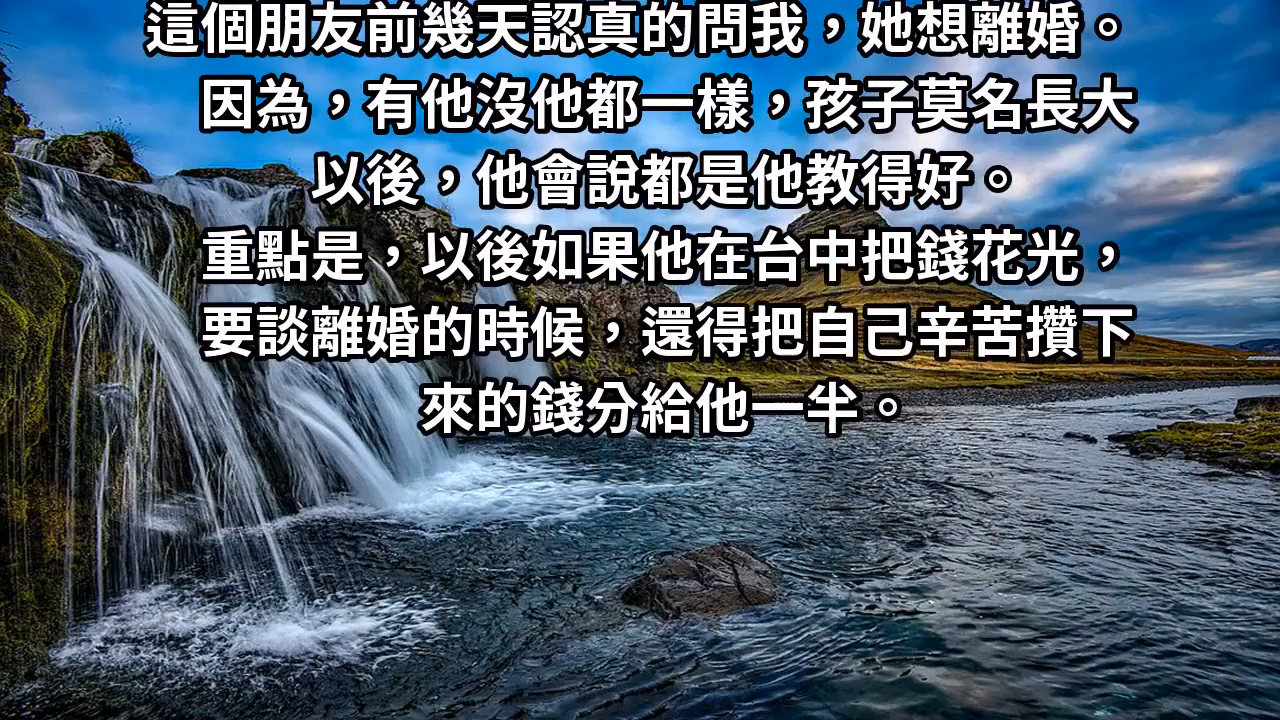 這個朋友前幾天認真的問我，她想離婚。
因為，有他沒他都一樣，孩子莫名長大
以後，他會說都是他教得好。
重點是，以後如果他在台中把錢花光，
要談離婚的時候，還得把自己辛苦攢下
來的錢分給他一半。